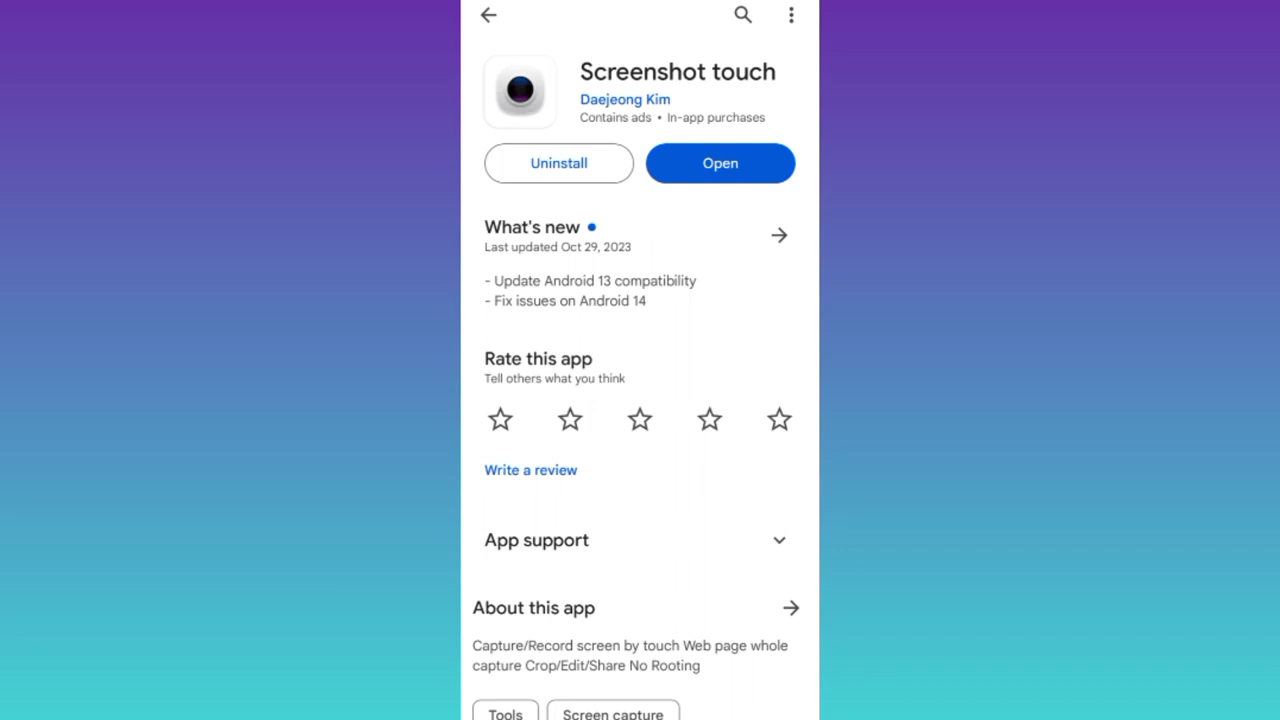 Screenshot touch
Daejeong Kim
Contains ads • In-app purchases
Uninstall
Open
What's new
Last updated Oct 29, 2023
- Update Android 13 compatibility
- Fix issues on Android 14
Rate this app
Tell others what you think
Write a review
App support
About this app
Capture/Record screen by touch Web page whole
capture Crop/Edit/Share No Rooting
Tools
Screen capture